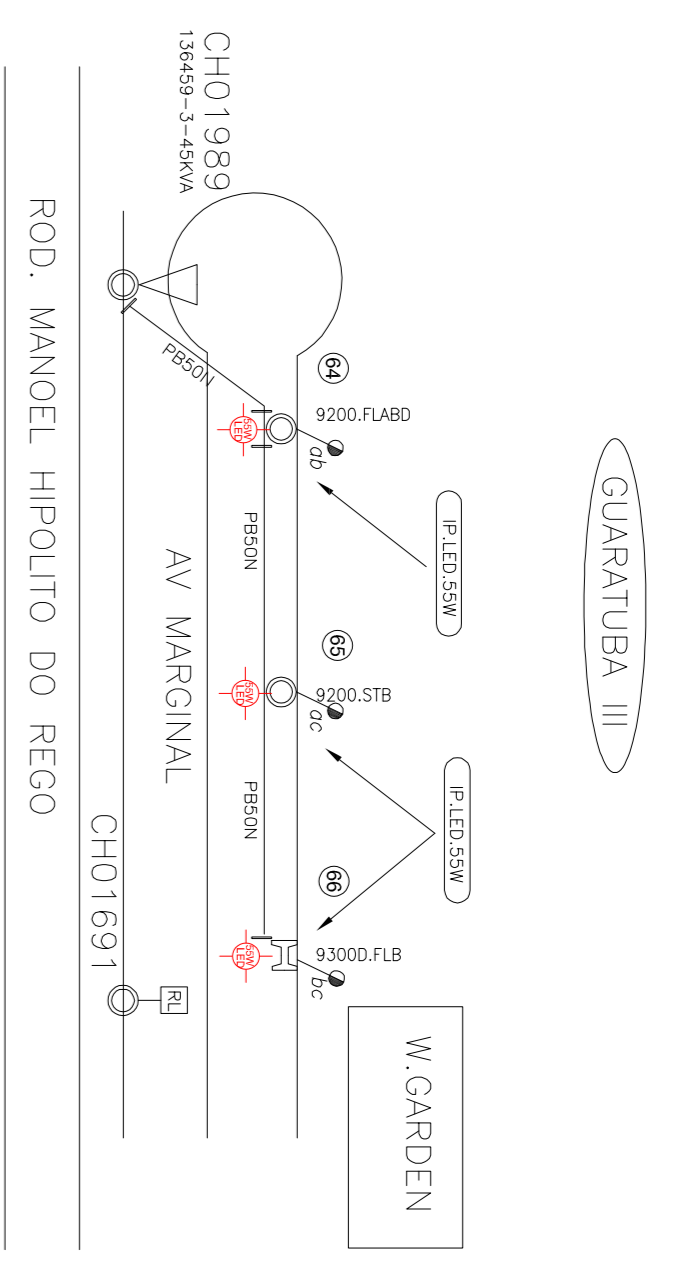 GUARATUBA III
IP.LED.55W
IP.LED.55W
W.GARDEN
64
9200.FLABD
ab
65
9200.STB
ac
66
9300D.FLB
bc
55W
LED
55W
LED
55W
LED
PB50N
PB50N
PB50N
CH01989
136459-3-45KVA
AV MARGINAL
CH01691
RL
ROD. MANOEL HIPOLITO DO REGO